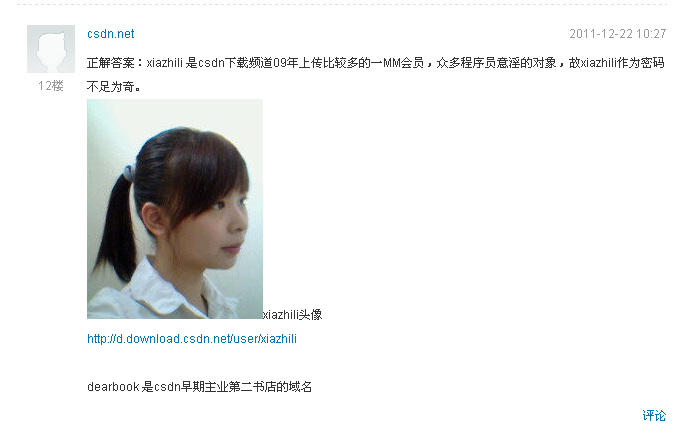 csdn.net
2011-12-22 10:27
正解答案：xiazhili 是csdn下载频道09年上传比较多的一MM会员，众多程序员意淫的对象，故xiazhili作为密码
不足为奇。
12楼
xiazhili头像
http://d.download.csdn.net/user/xiazhili
dearbook 是csdn早期主业第二书店的域名
评论